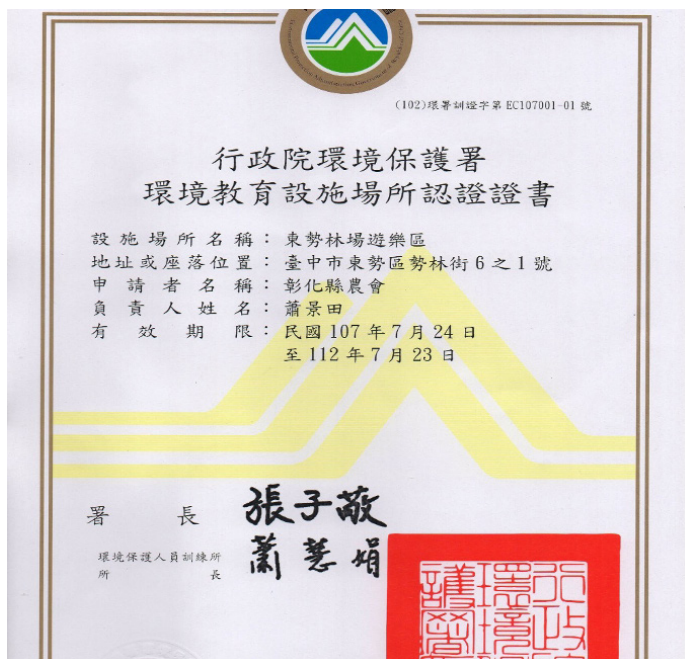 (102)環署訓證字第 EC107001-01 號
行政院環境保護署
環境教育設施場所認證證書
設施場所名稱：東勢林場遊樂區
地址或座落位置：臺中市東勢區勢林街 6 之 1 號
申請者名稱：彰化縣農會
負責人姓名：蕭景田
有效期限：民國 107 年 7 月 24 日
至 112 年 7 月 23 日
署長 張子敬
環境保護人員訓練所
所長 蕭慧娟